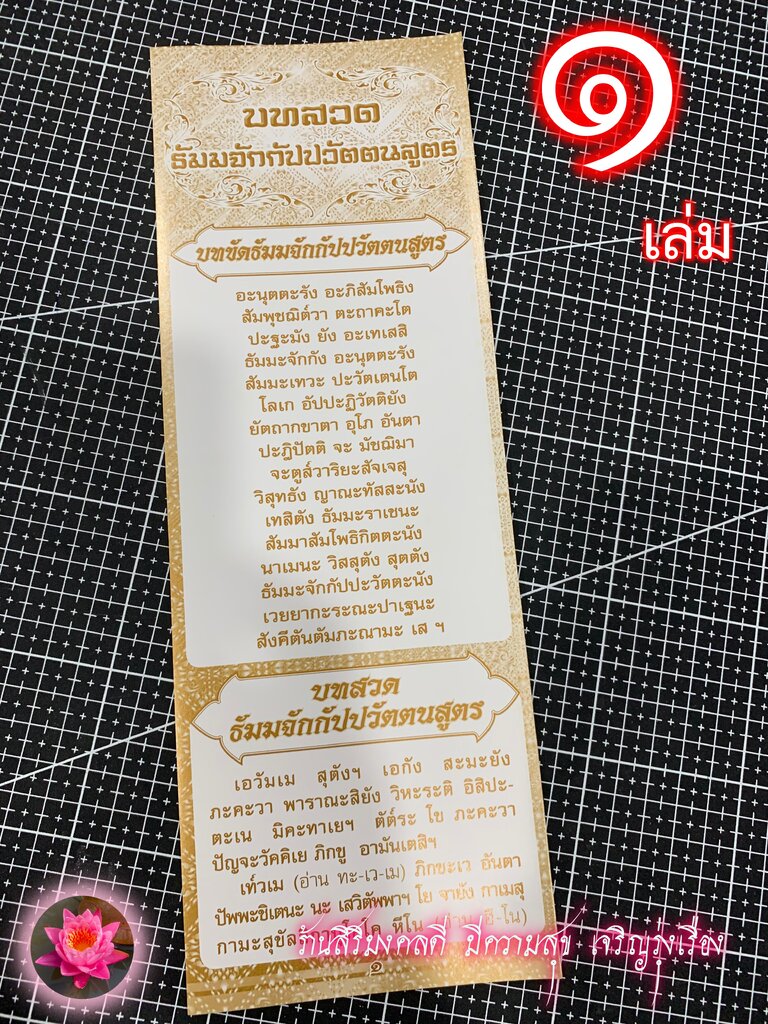 บทสวด
ธัมมจักกัปปวัตตนสูตร
๑
เล่ม
บทขัดธัมมจักกัปปวัตตนสูตร
อะนุตตะรัง อะภิสัมโพธิง
สัมพุชฌิต์วา ตะถาคะโต
ปะฐะมัง ยัง อะเทเสสิ
ธัมมะจักกัง อะนุตตะรัง
สัมมะเทวะ ปะวัตเตนโต
โลเก อัปปะฏิวัตติยัง
ยัตถากขาตา อุโภ อันตา
ปะฏิปัตติ จะ มัชฌิมา
จะตูส์วาริยะสัจเจสุ
วิสุทธัง ญาณะทัสสะนัง
เทสิตัง ธัมมะราเชนะ
สัมมาสัมโพธิกิตตะนัง
นาเมนะ วิสสุตัง สุตตัง
ธัมมะจักกัปปะวัตตะนัง
เวยยากะระณะปาเฐนะ
สังคีตันตัมภะณามะ เส ฯ
บทสวด
ธัมมจักกัปปวัตตนสูตร
เอวัมเม สุตังฯ เอกัง สะมะยัง
ภะคะวา พาราณะสิยัง วิหะระติ อิสิปะ-
ตะเน มิคะทาเยฯ ตัต์ระ โข ภะคะวา
ปัญจะวัคคิเย ภิกขู อามันเตสิฯ
เท๎วเม (อ่าน ทะ-เว-เม) ภิกขะเว อันตา
ปัพพะชิเตนะ นะ เสวิตัพพาฯ โย จายัง กาเมสุ
หีโน
ร้านสิริมงคลดี มีความสุข เจริญรุ่งเรือง
๑